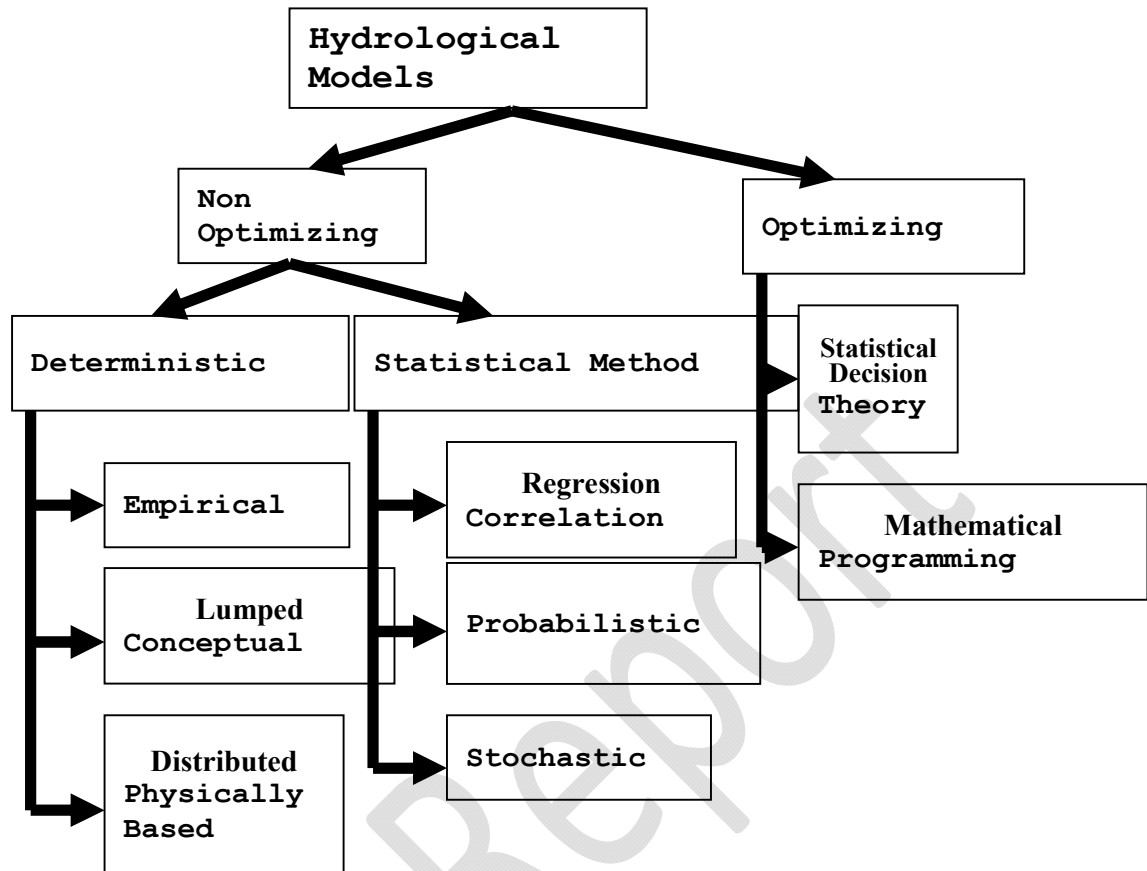 Hydrological
Models
Non
Optimizing
Optimizing
Deterministic
Statistical Method
Statistical
Decision
Theory
Empirical
Regression
Correlation
Mathematical
Programming
Lumped
Conceptual
Probabilistic
Distributed
Physically
Based
Stochastic
Report